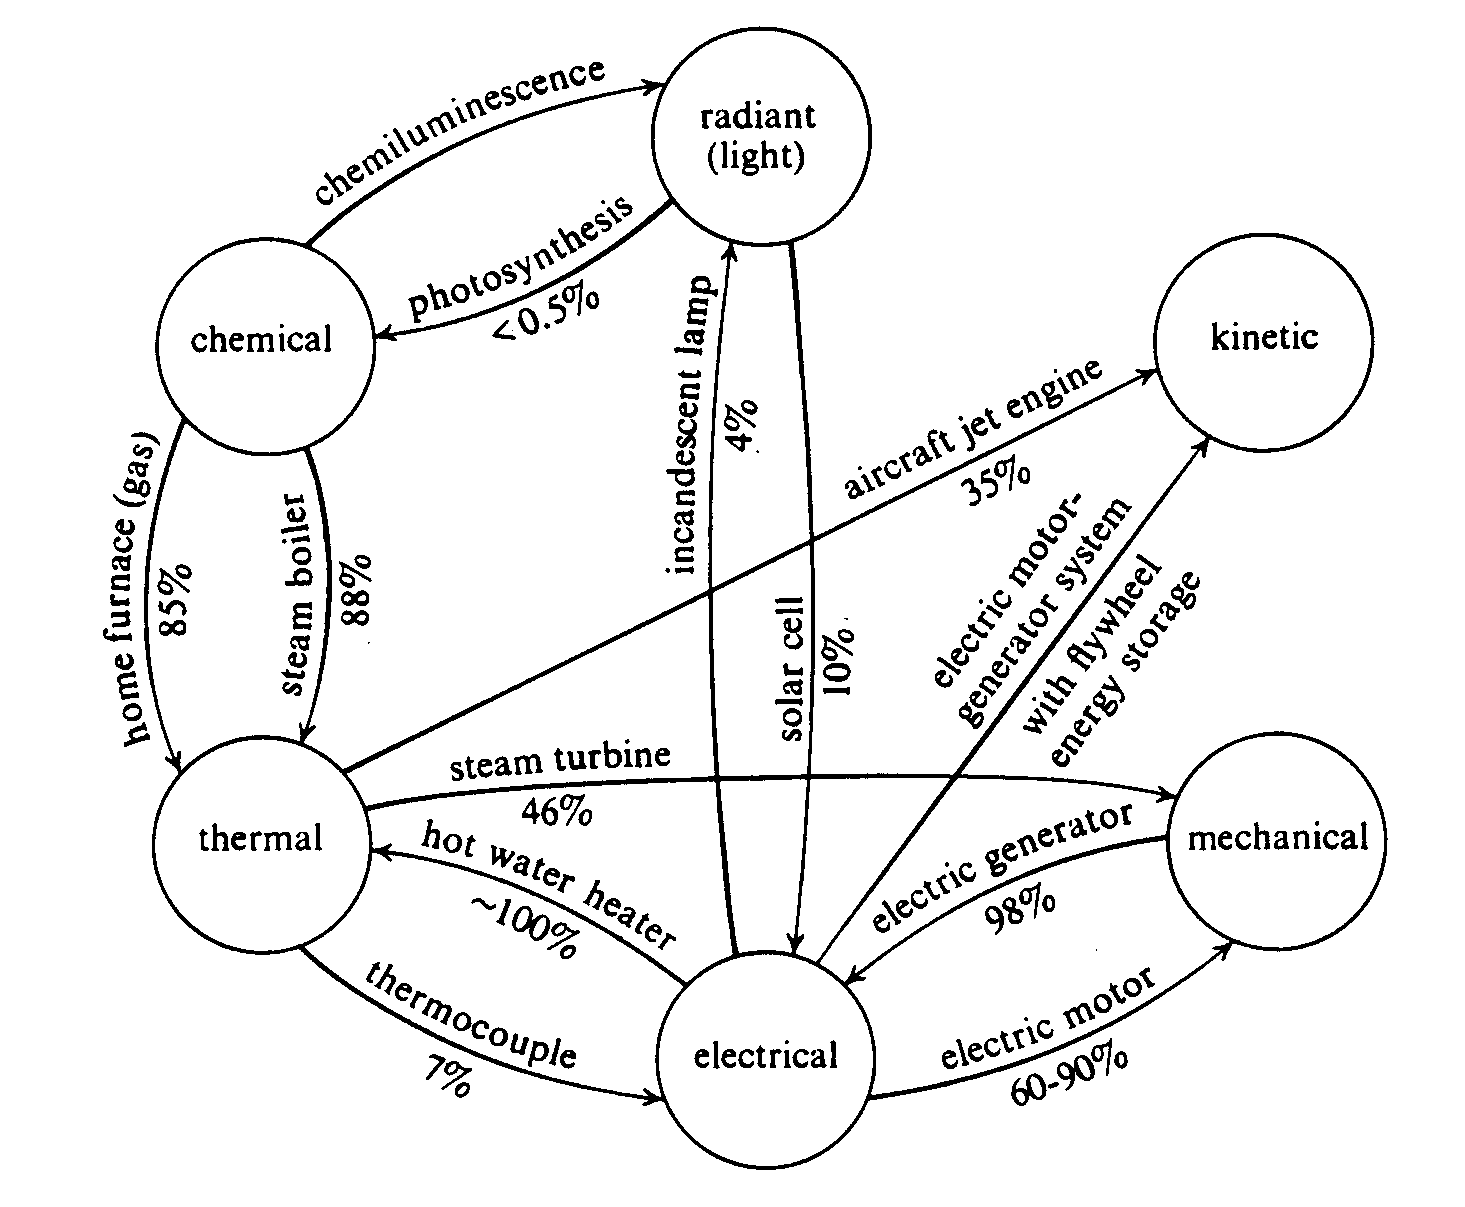 chemiluminescence
radiant
(light)
photosynthesis
<0.5%
chemical
kinetic
incandescent lamp
4%
aircraft jet engine
35%
home furnace (gas)
85%
steam boiler
88%
solar cell
10%
electric motor-
generator system
with flywheel
energy storage
steam turbine
46%
thermal
hot water heater
~100%
electric generator
98%
mechanical
thermocouple
7%
electrical
electric motor
60-90%